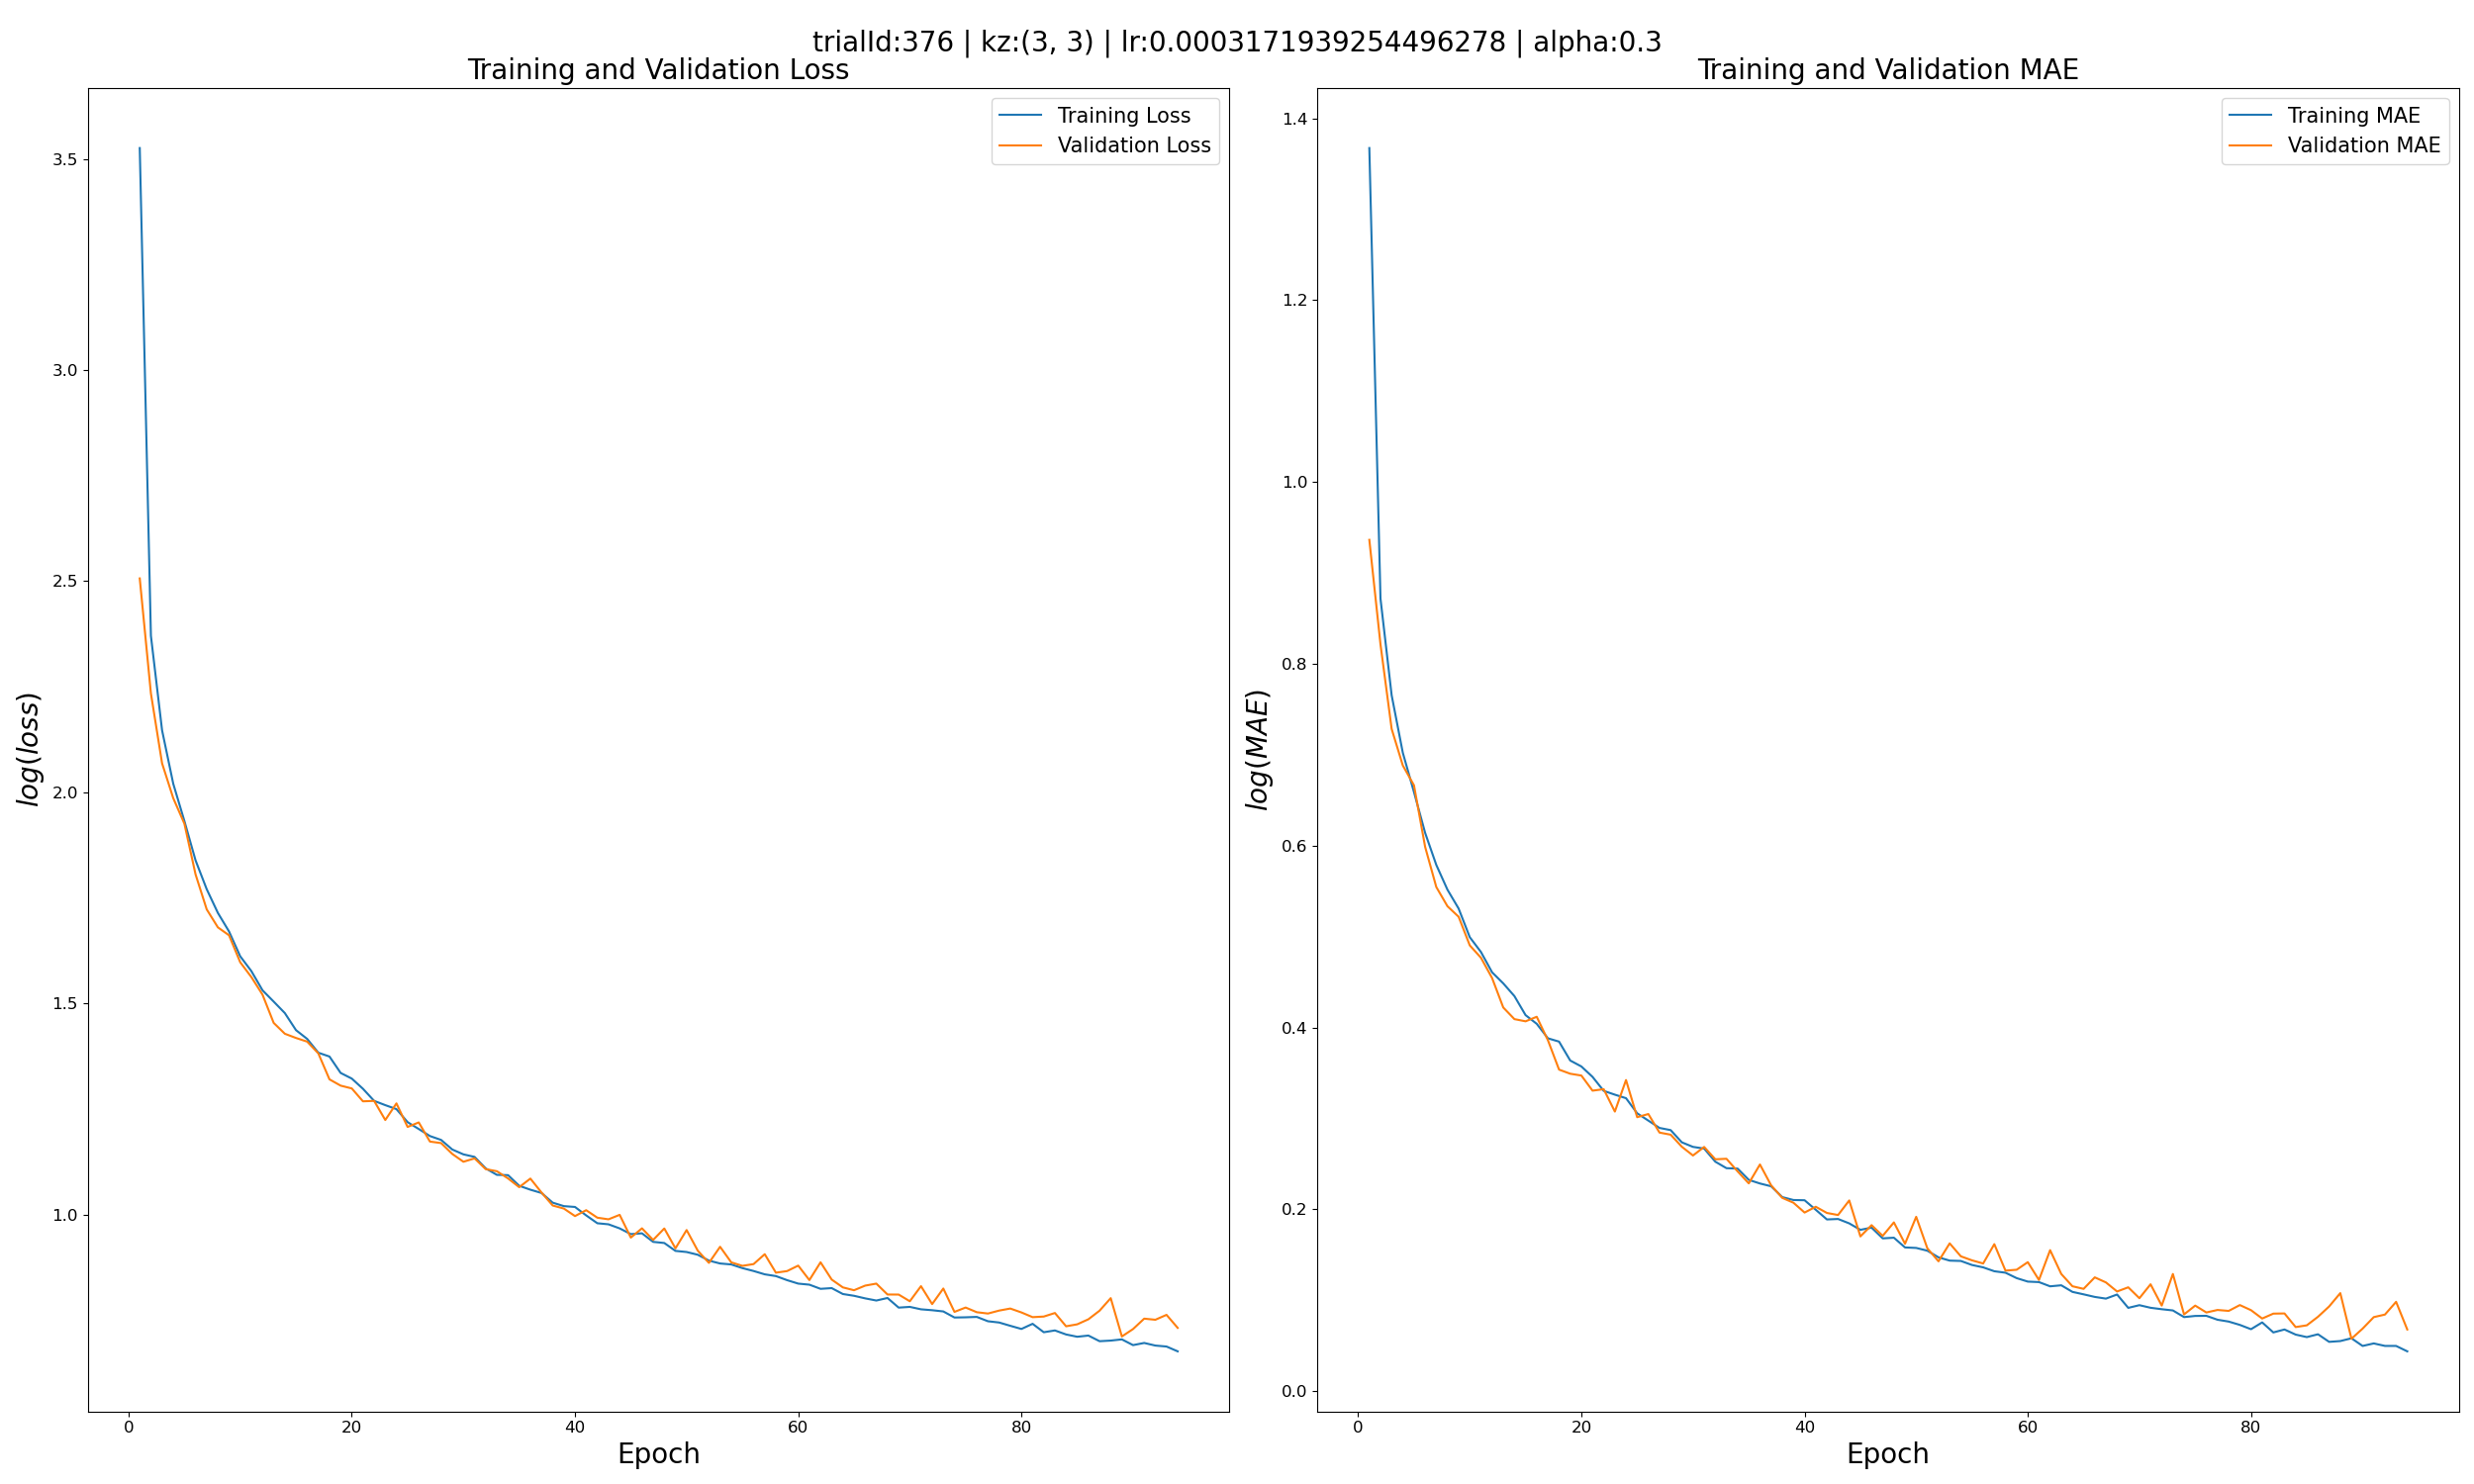 trialId:376 | kz:(3, 3) | lr:0.0003171939254496278 | alpha:0.3
Training and Validation Loss
Training Loss
Validation Loss
3.5
3.0
2.5
2.0
1.5
1.0
log(loss)
0 20 40 60 80
Epoch
Training and Validation MAE
Training MAE
Validation MAE
1.4
1.2
1.0
0.8
0.6
0.4
0.2
0.0
log(MAE)
0 20 40 60 80
Epoch